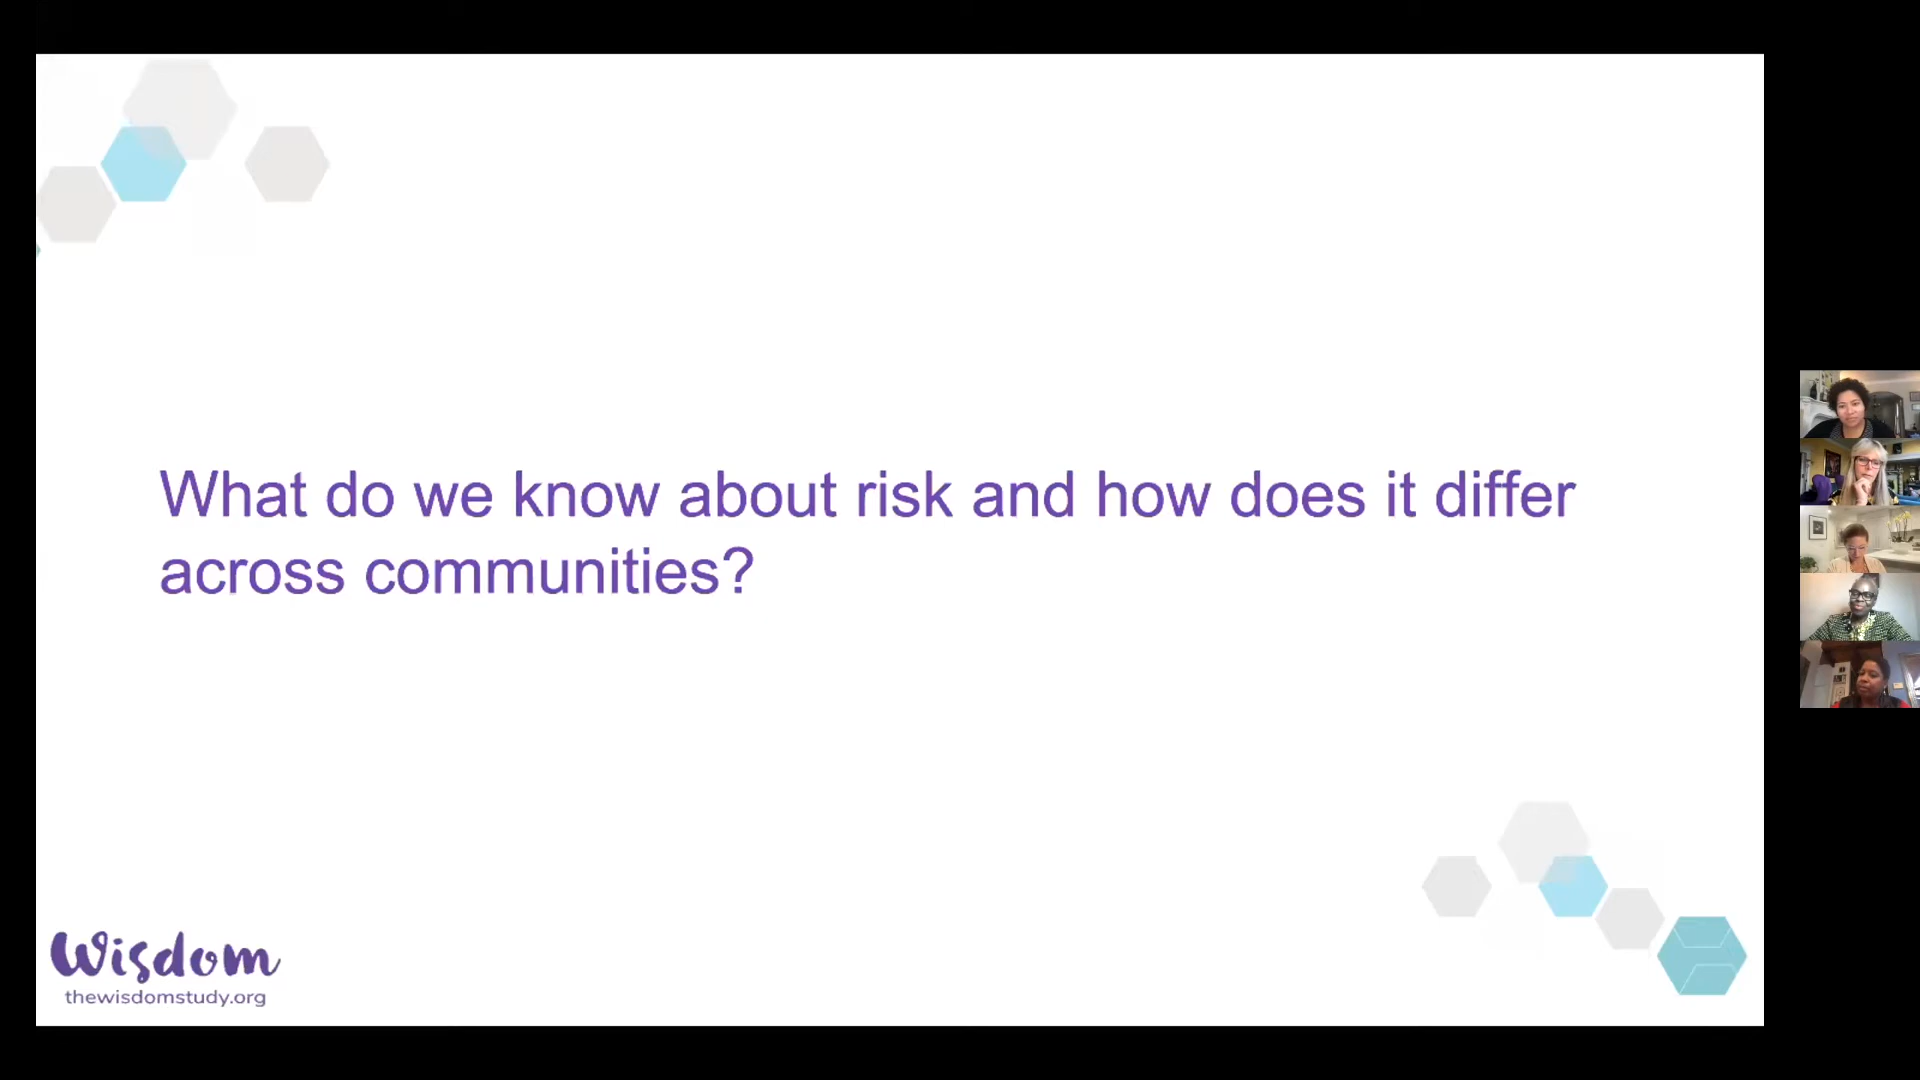 What do we know about risk and how does it differ
across communities?
Wisdom
thewisdomstudy.org